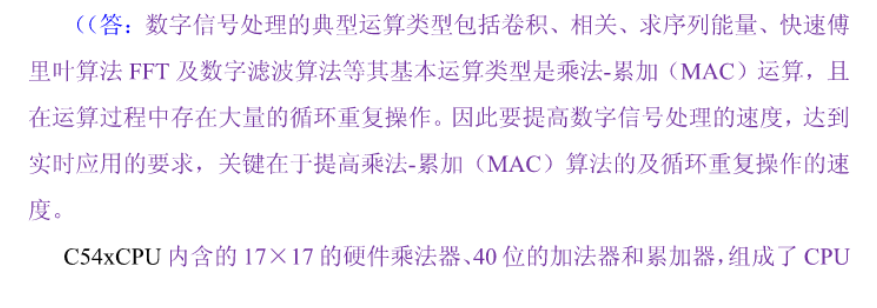 ((答：数字信号处理的典型运算类型包括卷积、相关、求序列能量、快速傅
里叶算法 FFT 及数字滤波算法等其基本运算类型是乘法-累加（MAC）运算，且
在运算过程中存在大量的循环重复操作。因此要提高数字信号处理的速度，达到
实时应用的要求，关键在于提高乘法-累加（MAC）算法的及循环重复操作的速
度。
C54xCPU 内含的 17×17 的硬件乘法器、40 位的加法器和累加器，组成了 CPU